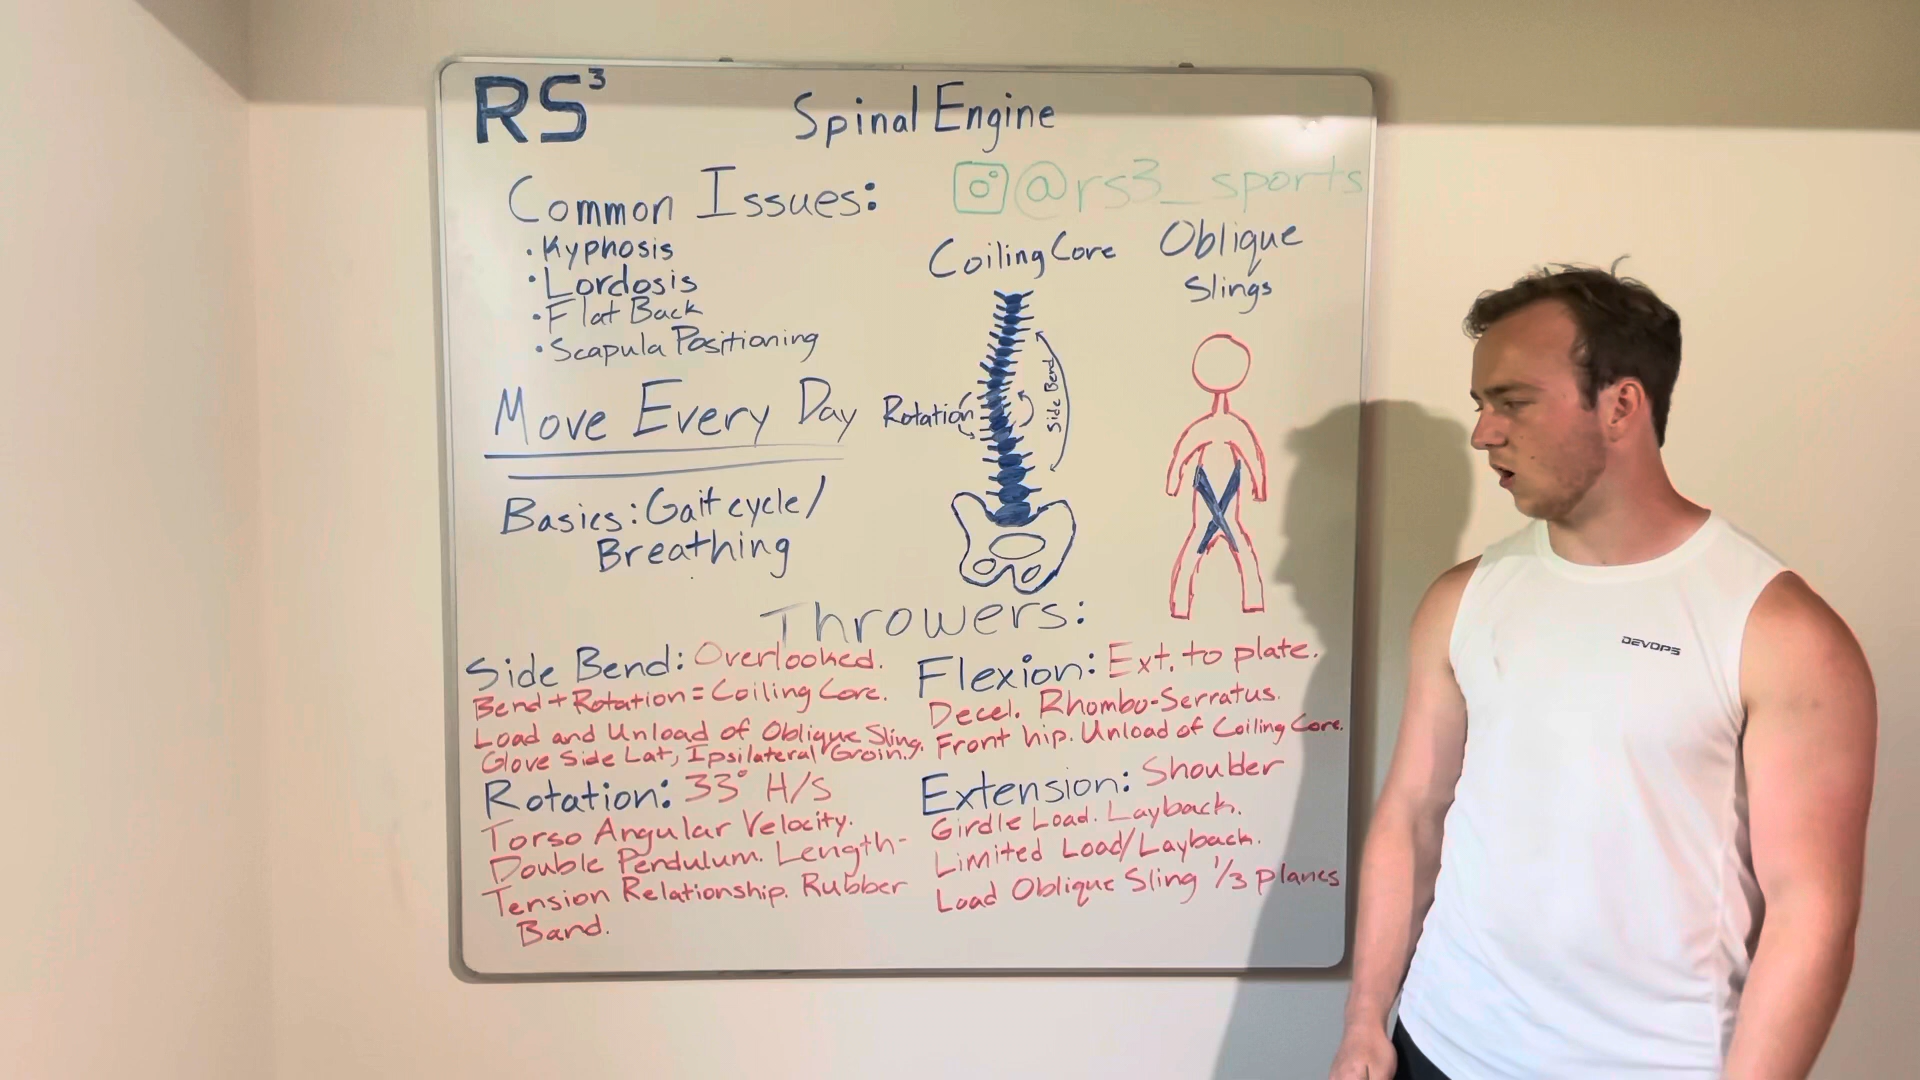 RS³
Spinal Engine
@rs3_sports
Common Issues:
· Kyphosis
· Lordosis
· Flat Back
· Scapula Positioning
Move Every Day
Basics: Gait cycle/
Breathing
Coiling Core
Rotation
Side Bend
Oblique
Slings
Throwers:
Side Bend: Overlooked.
Bend + Rotation = Coiling Core.
Load and Unload of Oblique Sling.
Glove Side Lat, Ipsilateral Groin.
Rotation: 33° H/S
Torso Angular Velocity.
Double Pendulum. Length-
Tension Relationship. Rubber
Band.
Flexion: Ext. to plate.
Decel. Rhombo-Serratus.
Front hip. Unload of Coiling Core.
Extension: Shoulder
Girdle Load. Layback.
Limited Load/Layback.
Load Oblique Sling 1/3 planes
DEVOPS